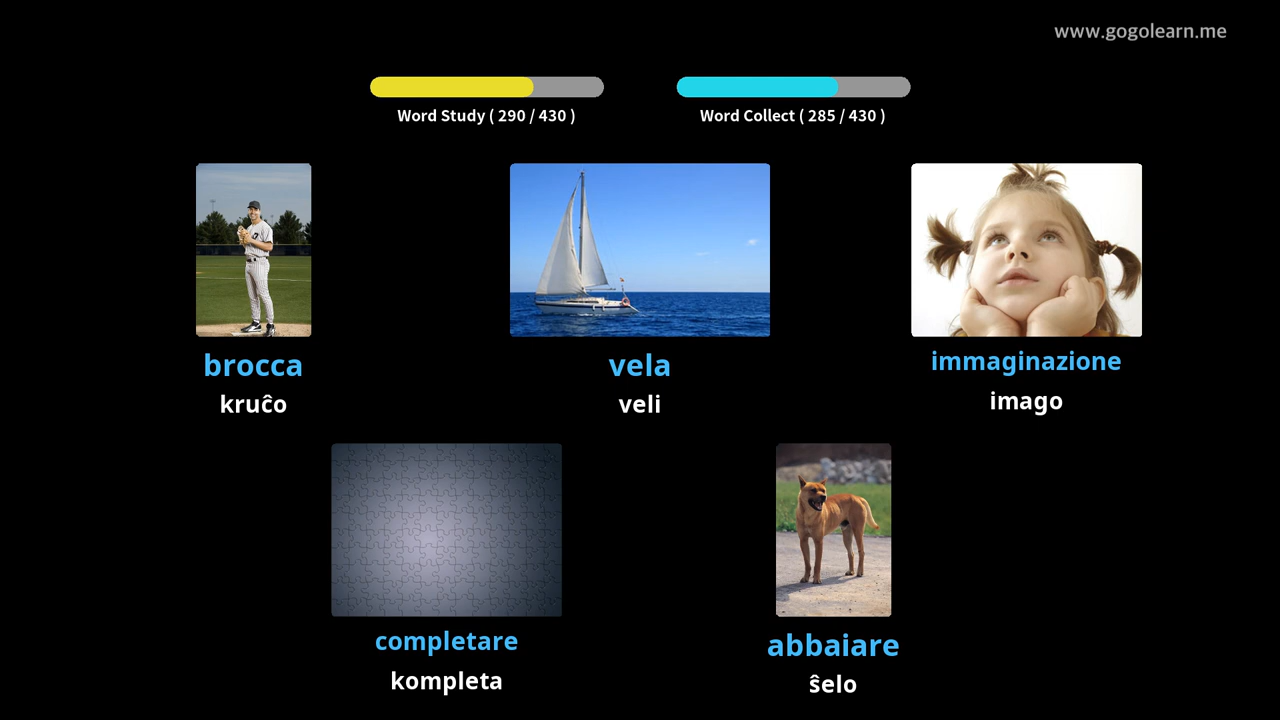 www.gogolearn.me
Word Study ( 290 / 430 )
Word Collect ( 285 / 430 )
brocca
kruĉo
vela
veli
immaginazione
imago
completare
kompleta
abbaiare
ŝelo